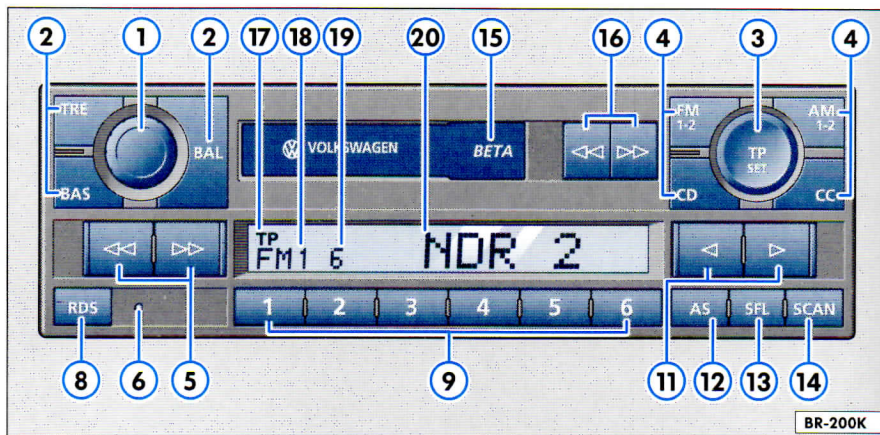 2 1 2 17 18 19 20 15 16 4 3 4
TRE
BAL
BAS
VOLKSWAGEN BETA
FM
1-2
AM
1-2
TP
SET
CD
CC
TP
FM1 6 NDR 2
RDS
1 2 3 4 5 6
AS SFL SCAN
8 6 5 9 11 12 13 14
BR-200K